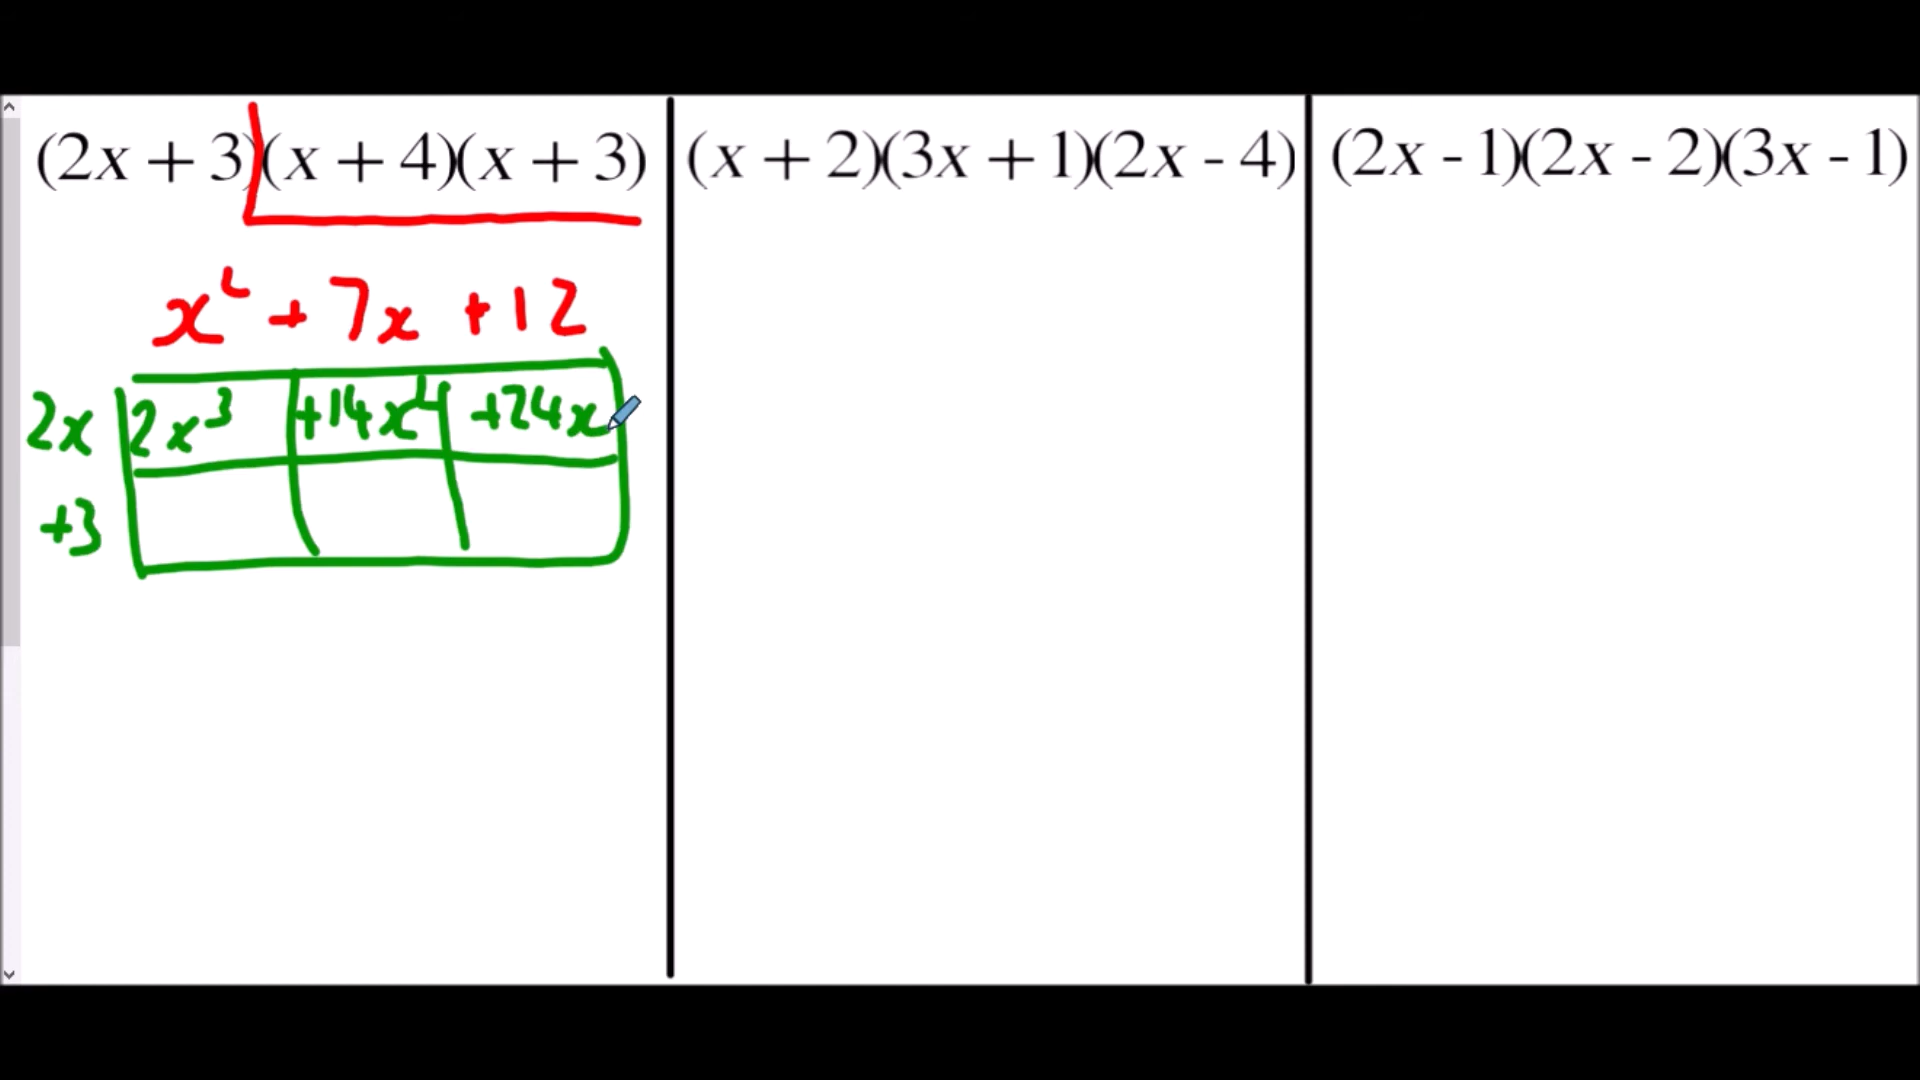 (2x + 3)(x + 4)(x + 3)
x² + 7x + 12
2x 2x³ +14x² +24x
+3
(x + 2)(3x + 1)(2x - 4)
(2x - 1)(2x - 2)(3x - 1)